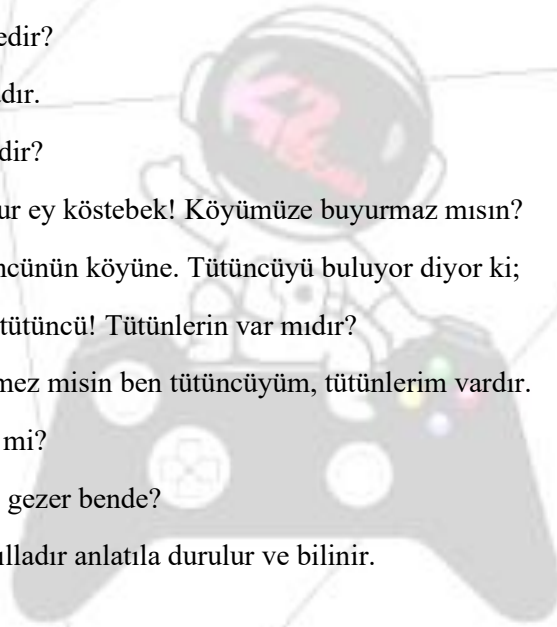 edir?
dır.
dir?
ur ey köstebek! Köyümüze buyurmaz mısın?
ncünün köyüne. Tütüncüyü buluyor diyor ki;
tütüncü! Tütünlerin var mıdır?
mez misin ben tütüncüyüm, tütünlerim vardır.
mi?
gezer bende?
ılladır anlatıla durulur ve bilinir.